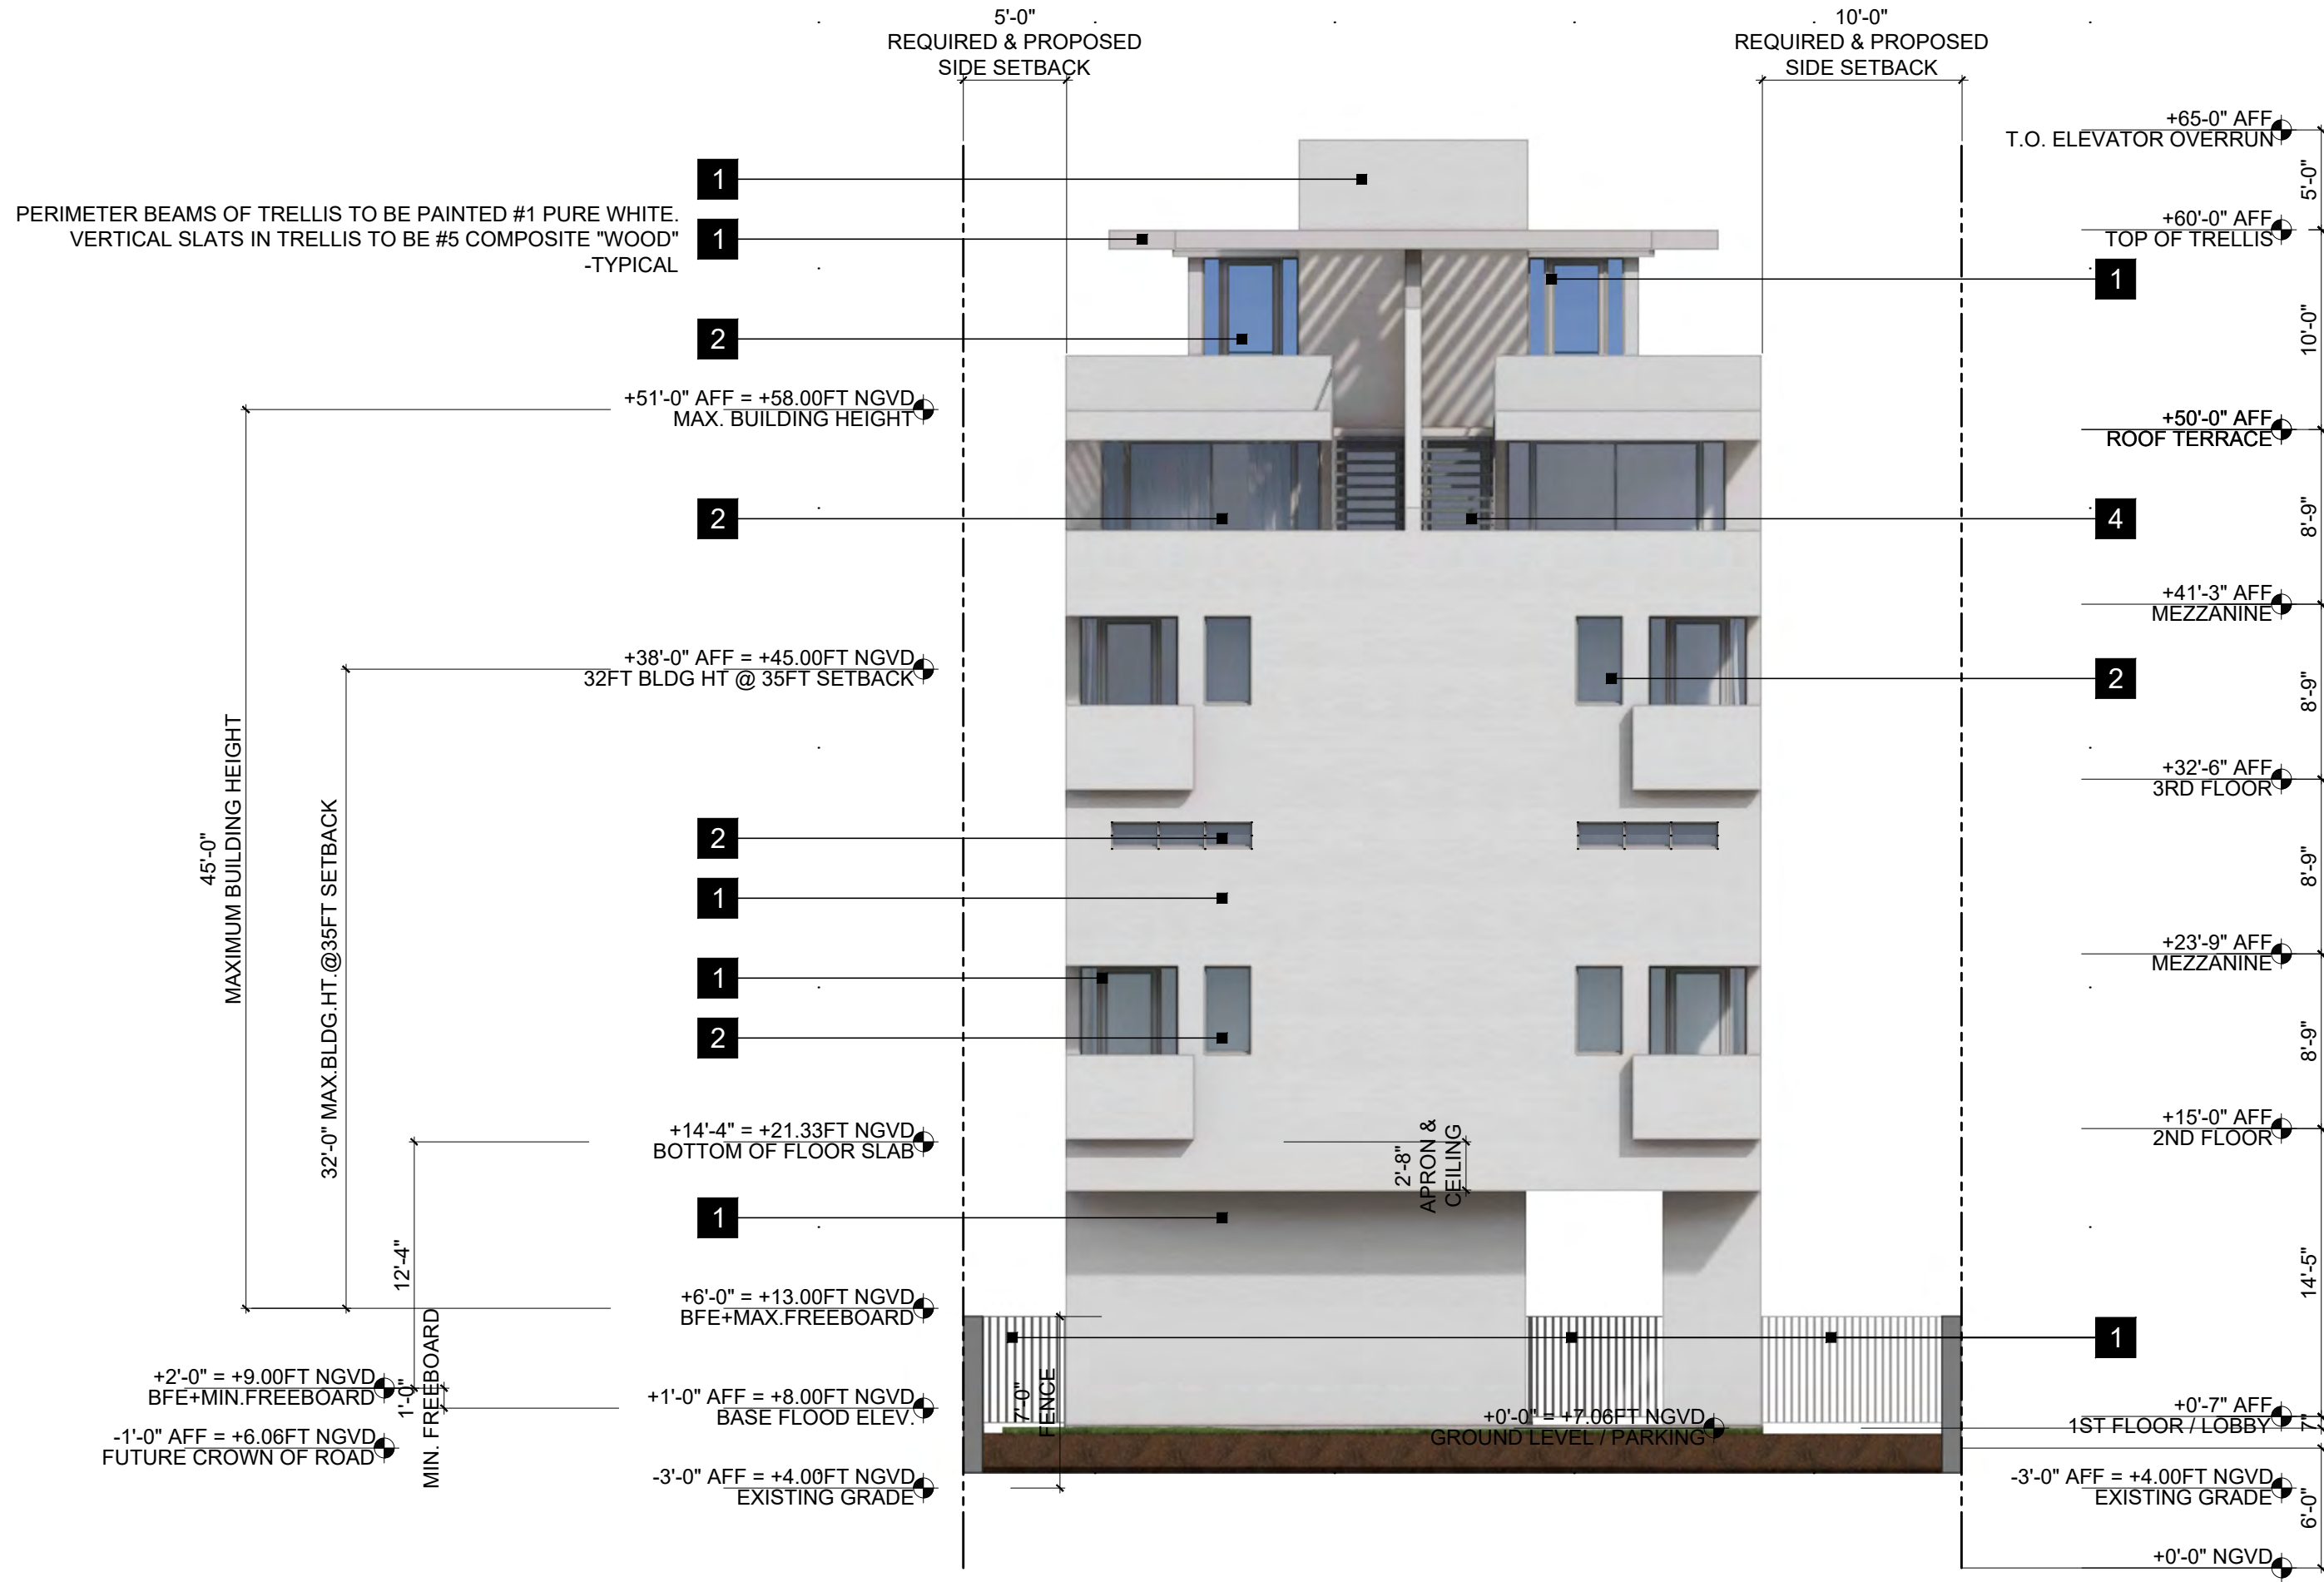 5'-0"
REQUIRED & PROPOSED
SIDE SETBACK
10'-0"
REQUIRED & PROPOSED
SIDE SETBACK
+65-0" AFF
T.O. ELEVATOR OVERRUN
5'-0"
1
PERIMETER BEAMS OF TRELLIS TO BE PAINTED #1 PURE WHITE.
VERTICAL SLATS IN TRELLIS TO BE #5 COMPOSITE "WOOD"
-TYPICAL
1
+60'-0" AFF
TOP OF TRELLIS
1
2
10'-0"
+51'-0" AFF = +58.00FT NGVD
MAX. BUILDING HEIGHT
+50'-0" AFF
ROOF TERRACE
2
4
8'-9"
+41'-3" AFF
MEZZANINE
+38'-0" AFF = +45.00FT NGVD
32FT BLDG HT @ 35FT SETBACK
2
8'-9"
+32'-6" AFF
3RD FLOOR
45'-0"
MAXIMUM BUILDING HEIGHT
32'-0" MAX.BLDG.HT.@35FT SETBACK
2
1
8'-9"
+23'-9" AFF
MEZZANINE
1
2
8'-9"
+15'-0" AFF
2ND FLOOR
+14'-4" = +21.33FT NGVD
BOTTOM OF FLOOR SLAB
2'-8"
APRON &
CEILING
1
12'-4"
14'-5"
+6'-0" = +13.00FT NGVD
BFE+MAX.FREEBOARD
1
+2'-0" = +9.00FT NGVD
BFE+MIN.FREEBOARD
1'-0"
MIN. FREEBOARD
+1'-0" AFF = +8.00FT NGVD
BASE FLOOD ELEV.
7'-0"
FENCE
+0'-0" = +7.06FT NGVD
GROUND LEVEL / PARKING
+0'-7" AFF
1ST FLOOR / LOBBY
7"
-1'-0" AFF = +6.06FT NGVD
FUTURE CROWN OF ROAD
-3'-0" AFF = +4.00FT NGVD
EXISTING GRADE
-3'-0" AFF = +4.00FT NGVD
EXISTING GRADE
6'-0"
+0'-0" NGVD